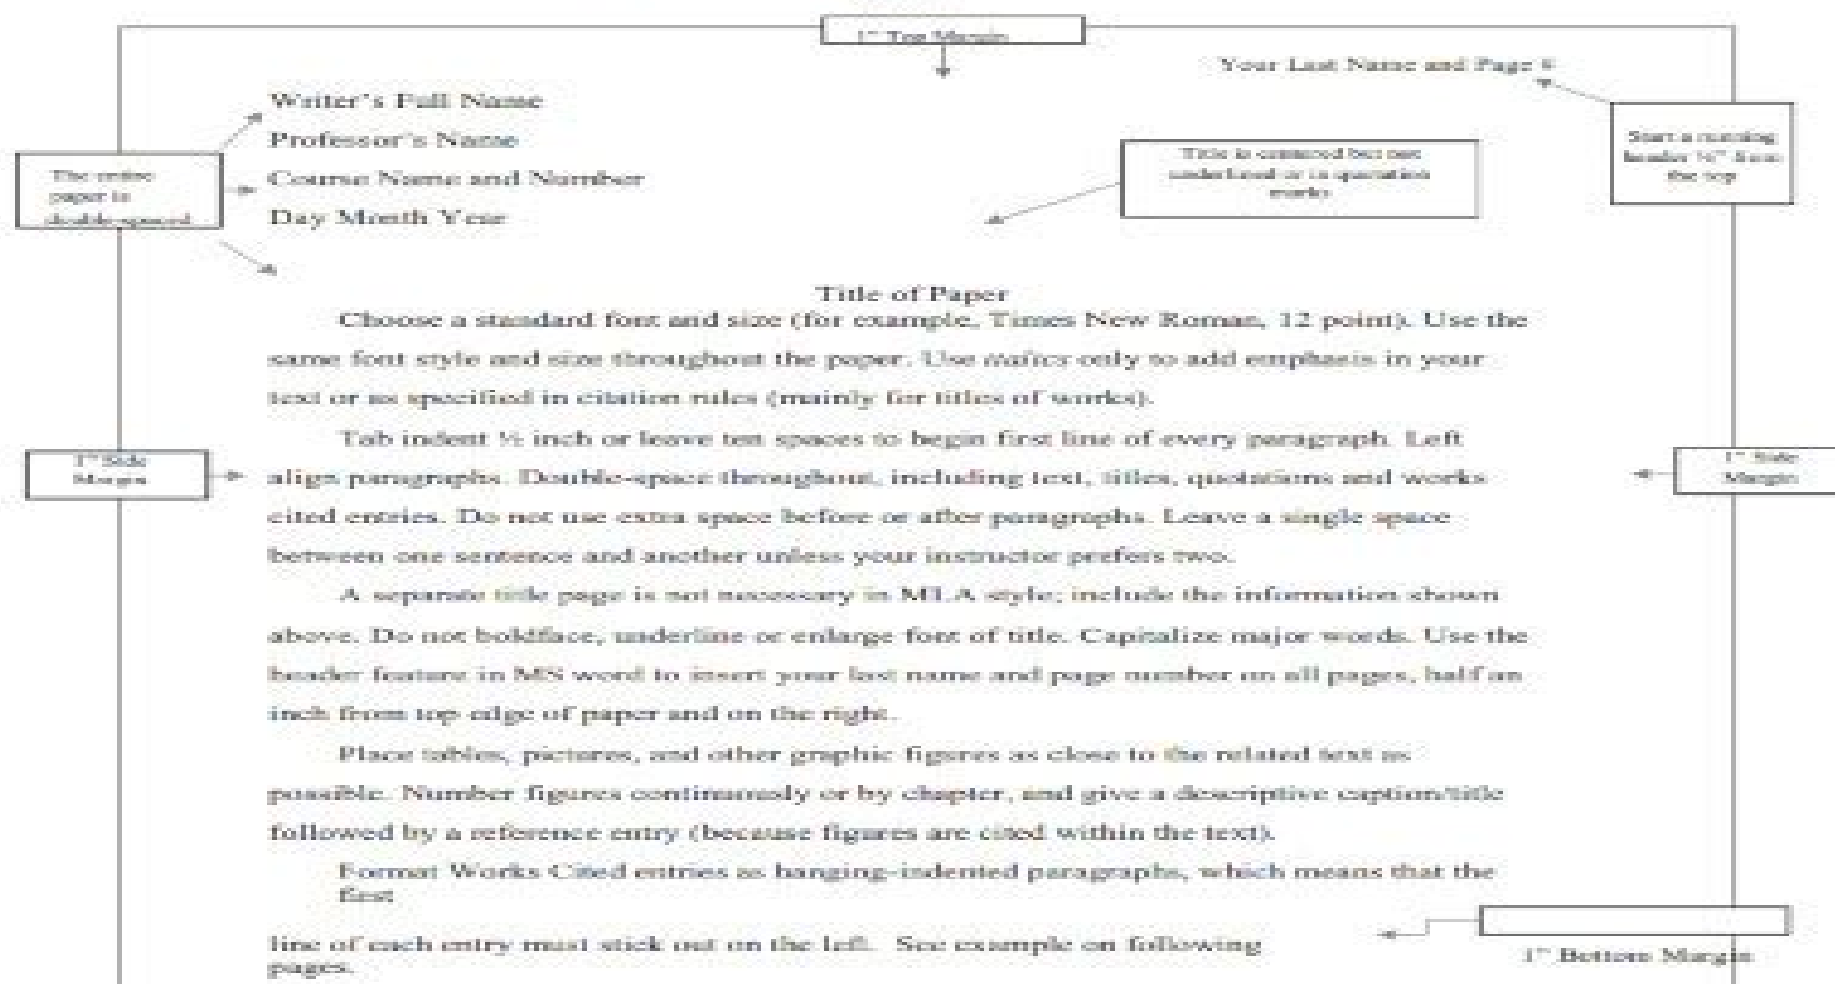 1" Top Margin
Your Last Name and Page #
Writer's Full Name
Professor's Name
Course Name and Number
Day Month Year
The entire
paper is
double-spaced
Title is centered but not
underlined or in quotation
marks
Start a running
header ½" from
the top
Title of Paper
Choose a standard font and size (for example, Times New Roman, 12 point). Use the
same font style and size throughout the paper. Use italics only to add emphasis in your
text or as specified in citation rules (mainly for titles of works).
Tab indent ½ inch or leave ten spaces to begin first line of every paragraph. Left
align paragraphs. Double-space throughout, including text, titles, quotations and works
cited entries. Do not use extra space before or after paragraphs. Leave a single space
between one sentence and another unless your instructor prefers two.
1" Side
Margin
1" Side
Margin
A separate title page is not necessary in MLA style; include the information shown
above. Do not boldface, underline or enlarge font of title. Capitalize major words. Use the
header feature in MS word to insert your last name and page number on all pages, half an
inch from top edge of paper and on the right.
Place tables, pictures, and other graphic figures as close to the related text as
possible. Number figures continuously or by chapter, and give a descriptive caption/title
followed by a reference entry (because figures are cited within the text).
Format Works Cited entries as hanging-indented paragraphs, which means that the
first
line of each entry must stick out on the left. See example on following
pages.
1" Bottom Margin